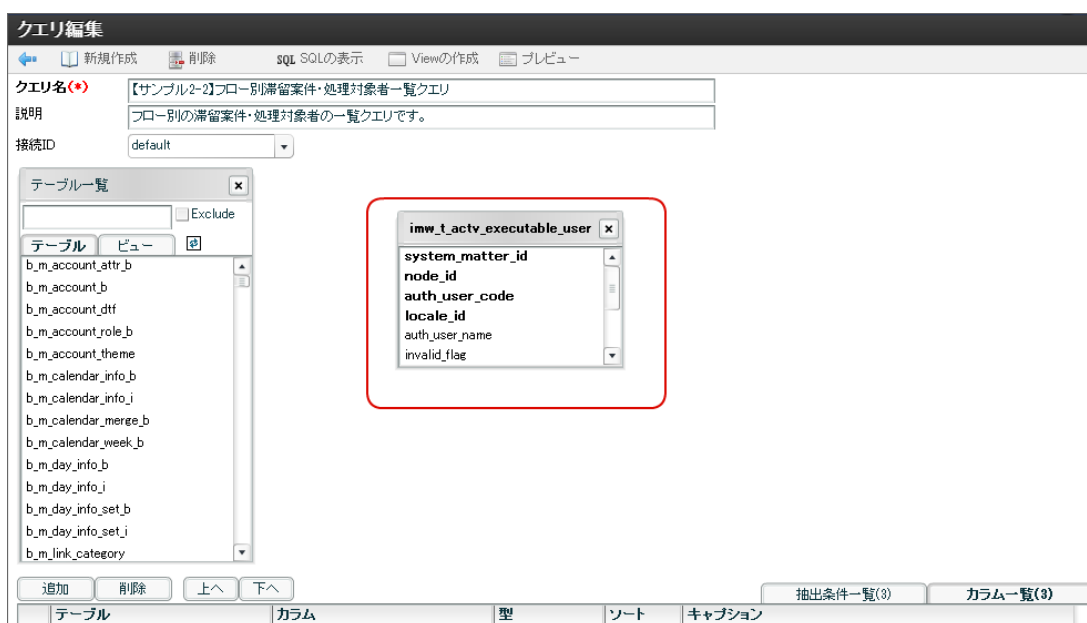 クエリ編集
新規作成 削除 SQL SQLの表示 Viewの作成 プレビュー
クエリ名(*) 【サンプル2-2】フロー別滞留案件・処理対象者一覧クエリ
説明 フロー別の滞留案件・処理対象者の一覧クエリです。
接続ID default
テーブル一覧
Exclude
テーブル ビュー
b_m_account_attr_b
b_m_account_b
b_m_account_dtf
b_m_account_role_b
b_m_account_theme
b_m_calendar_info_b
b_m_calendar_info_i
b_m_calendar_merge_b
b_m_calendar_week_b
b_m_day_info_b
b_m_day_info_i
b_m_day_info_set_b
b_m_day_info_set_i
b_m_link_category
imw_t_actv_executable_user
system_matter_id
node_id
auth_user_code
locale_id
auth_user_name
invalid_flag
追加 削除 上へ 下へ
抽出条件一覧(3) カラム一覧(3)
テーブル カラム 型 ソート キャプション